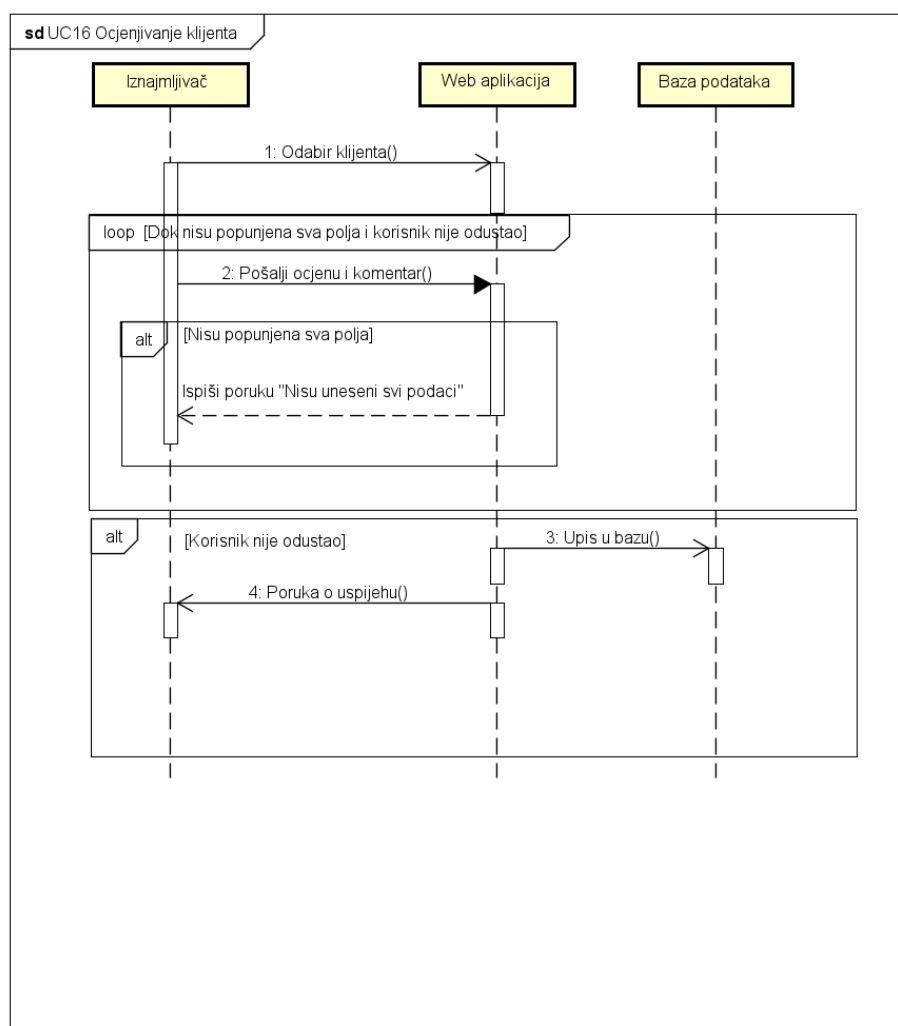 sd UC16 Ocjenjivanje klijenta
Iznajmljivač
Web aplikacija
Baza podataka
1: Odabir klijenta()
loop [Dok nisu popunjena sva polja i korisnik nije odustao]
2: Pošalji ocjenu i komentar()
alt [Nisu popunjena sva polja]
Ispiši poruku "Nisu uneseni svi podaci"
alt [Korisnik nije odustao]
3: Upis u bazu()
4: Poruka o uspijehu()